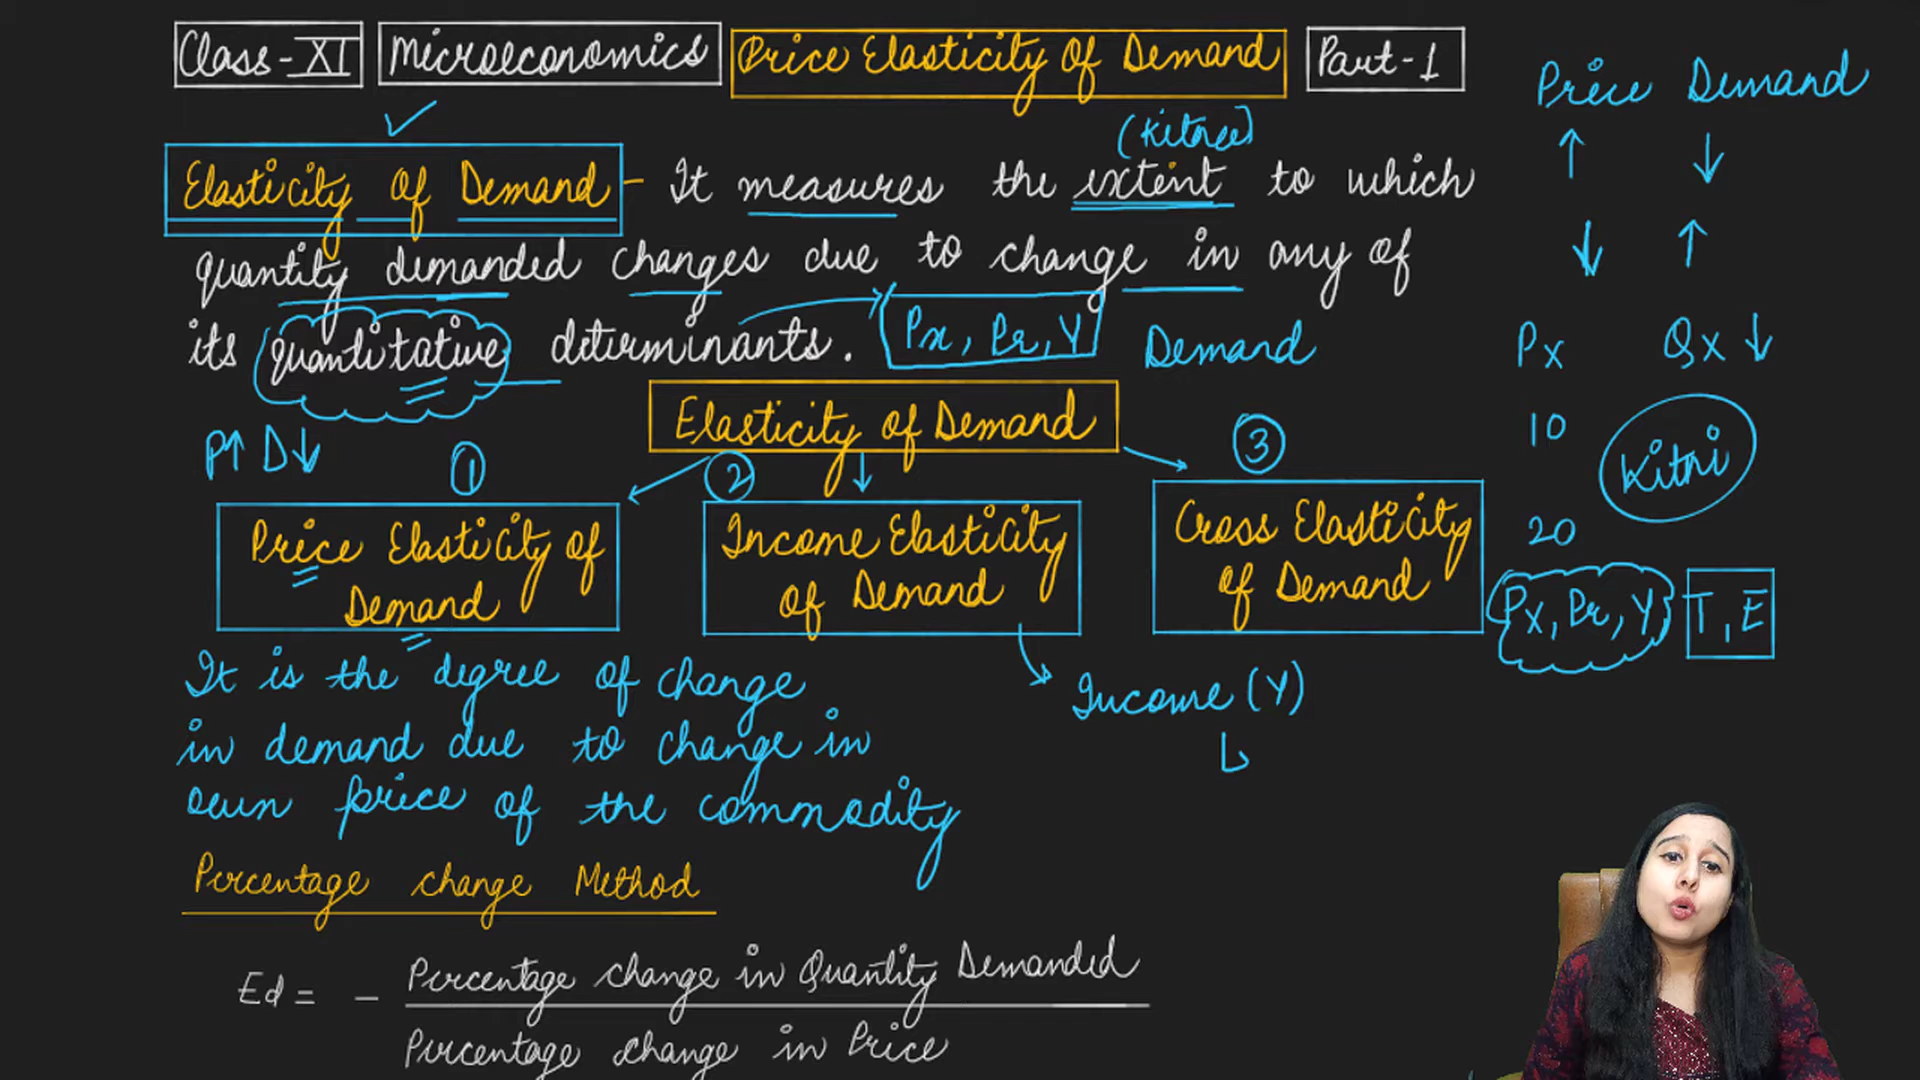 Class-XI Microeconomics Price Elasticity Of Demand Part-1
Price Demand
(Kitnee)
Elasticity Of Demand - It measures the extent to which
↑ ↓
quantity demanded changes due to change in any of
↓ ↑
its quantitative determinants. Px, Pr, Y Demand
Px Qx ↓
Elasticity of Demand
P↑ D↓ ① ② ↓ ③
10 Kitni
Price Elasticity of Demand
Income Elasticity of Demand
Cross Elasticity of Demand
20
Px, Pr, Y T, E
It is the degree of change
in demand due to change in
own price of the commodity
Income (Y)
Percentage change Method
Ed = - Percentage change in Quantity Demanded
Percentage change in Price